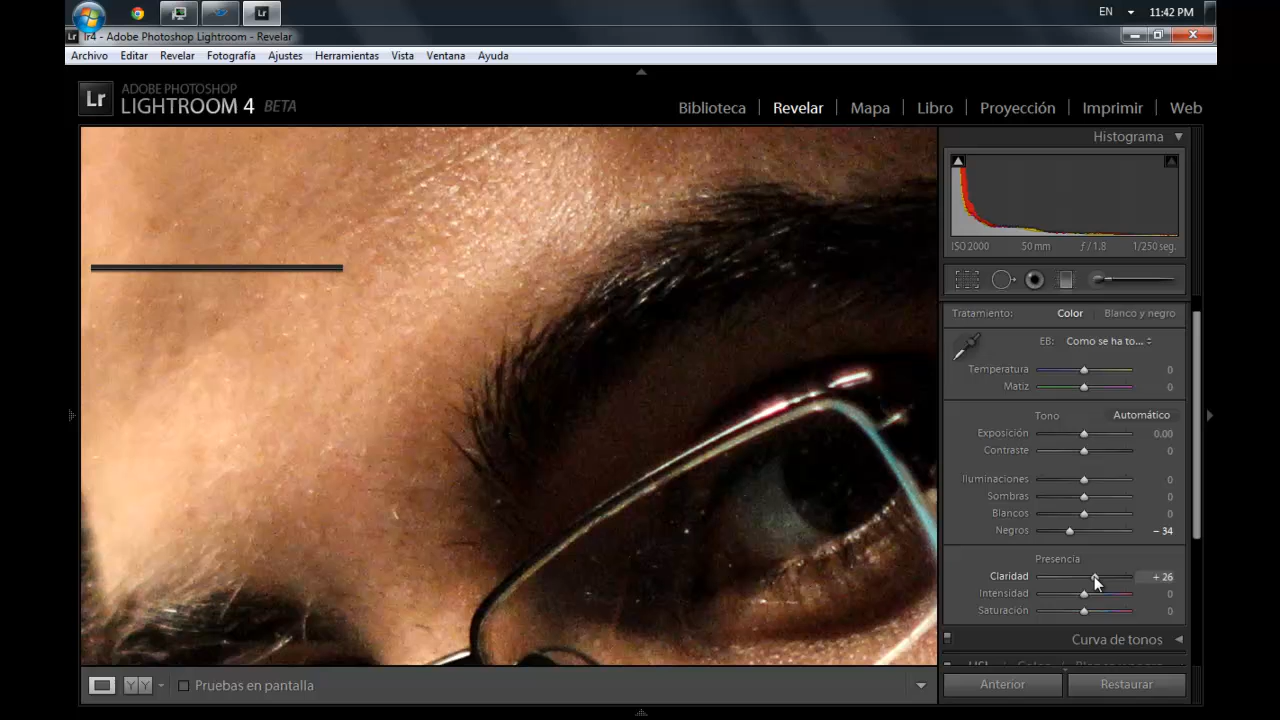 EN 11:42 PM
Lr
Lr lr4 - Adobe Photoshop Lightroom - Revelar
Archivo Editar Revelar Fotografía Ajustes Herramientas Vista Ventana Ayuda
Lr ADOBE PHOTOSHOP
LIGHTROOM 4 BETA
Biblioteca Revelar Mapa Libro Proyección Imprimir Web
Histograma
ISO 2000 50 mm ƒ / 1.8 1/250 seg.
Tratamiento: Color Blanco y negro
EB: Como se ha to...
Temperatura 0
Matiz 0
Tono Automático
Exposición 0.00
Contraste 0
Iluminaciones 0
Sombras 0
Blancos 0
Negros - 34
Presencia
Claridad + 26
Intensidad 0
Saturación 0
Curva de tonos
YY Pruebas en pantalla
Anterior Restaurar